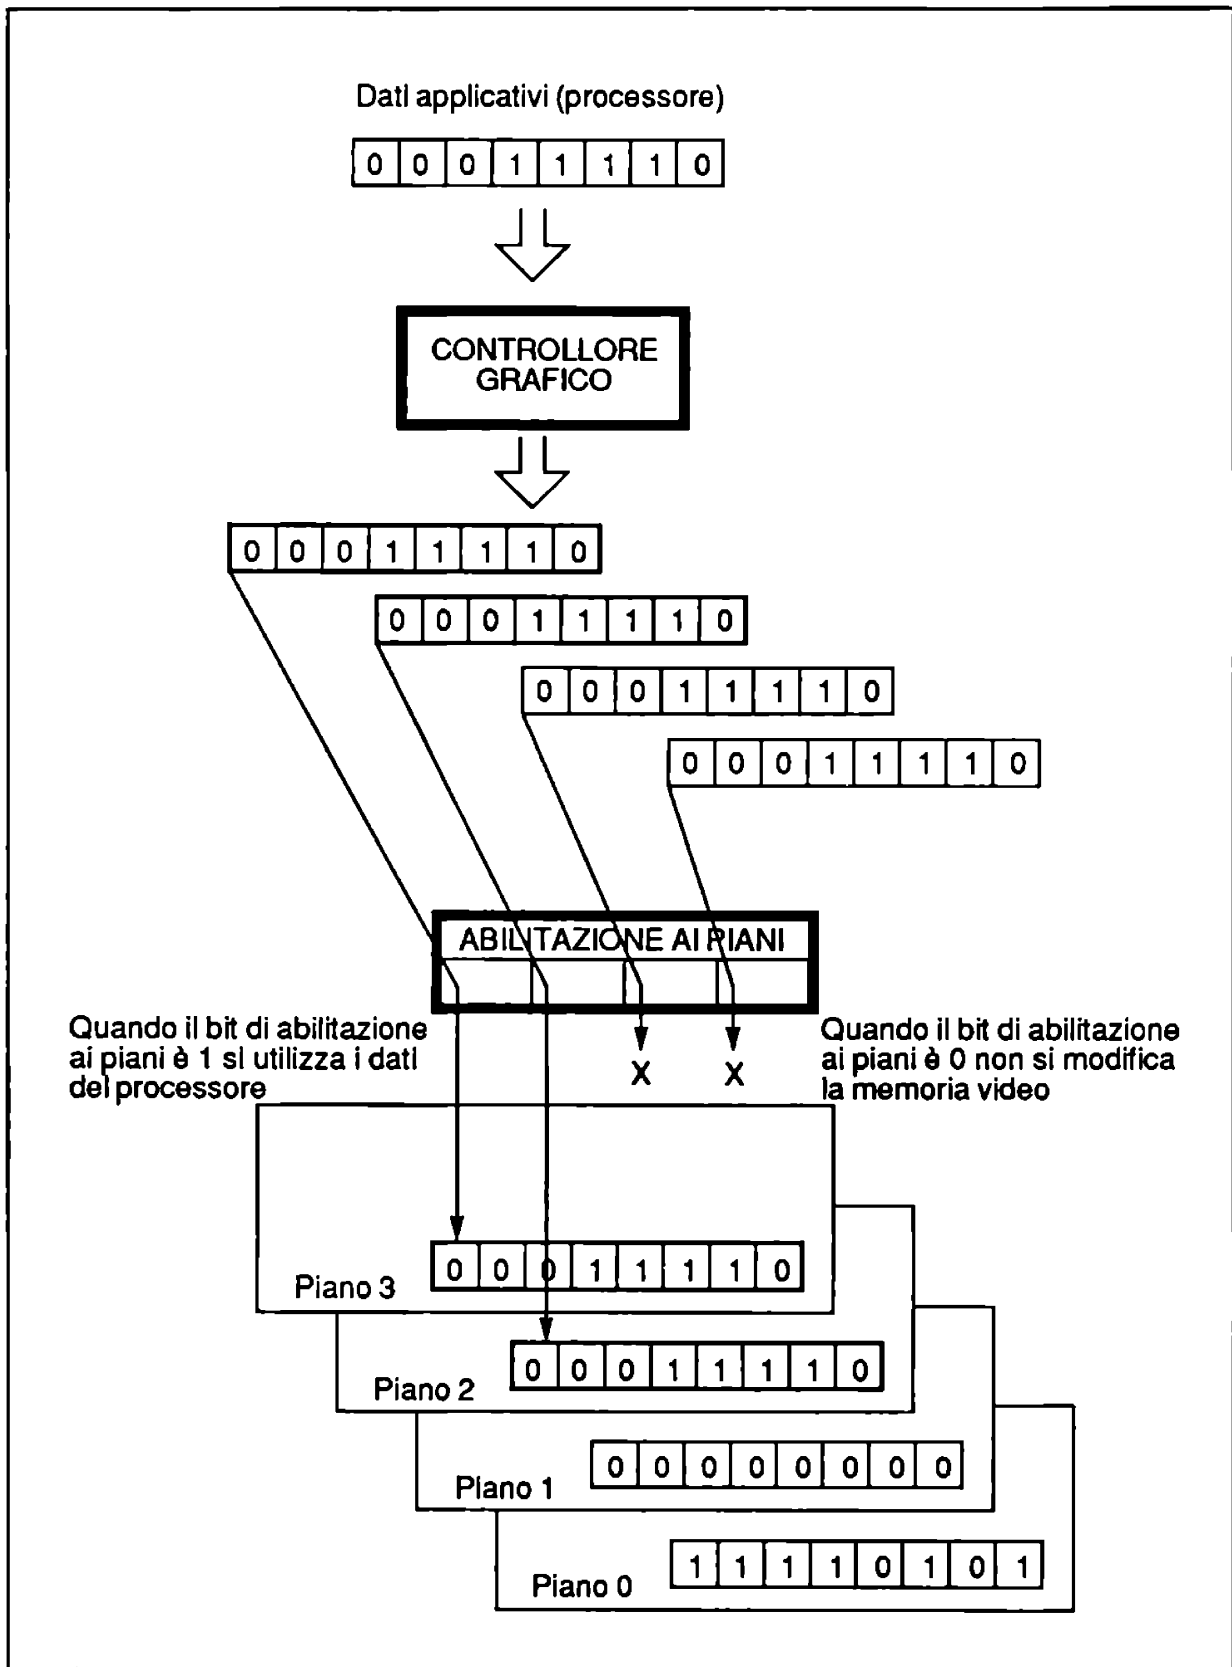 Dati applicativi (processore)
0 0 0 1 1 1 1 0
CONTROLLORE
GRAFICO
0 0 0 1 1 1 1 0
0 0 0 1 1 1 1 0
0 0 0 1 1 1 1 0
0 0 0 1 1 1 1 0
ABILITAZIONE AI PIANI
Quando il bit di abilitazione
ai piani è 1 si utilizza i dati
del processore
X X
Quando il bit di abilitazione
ai piani è 0 non si modifica
la memoria video
0 0 0 1 1 1 1 0
Piano 3
0 0 0 1 1 1 1 0
Piano 2
0 0 0 0 0 0 0 0
Piano 1
1 1 1 1 0 1 0 1
Piano 0